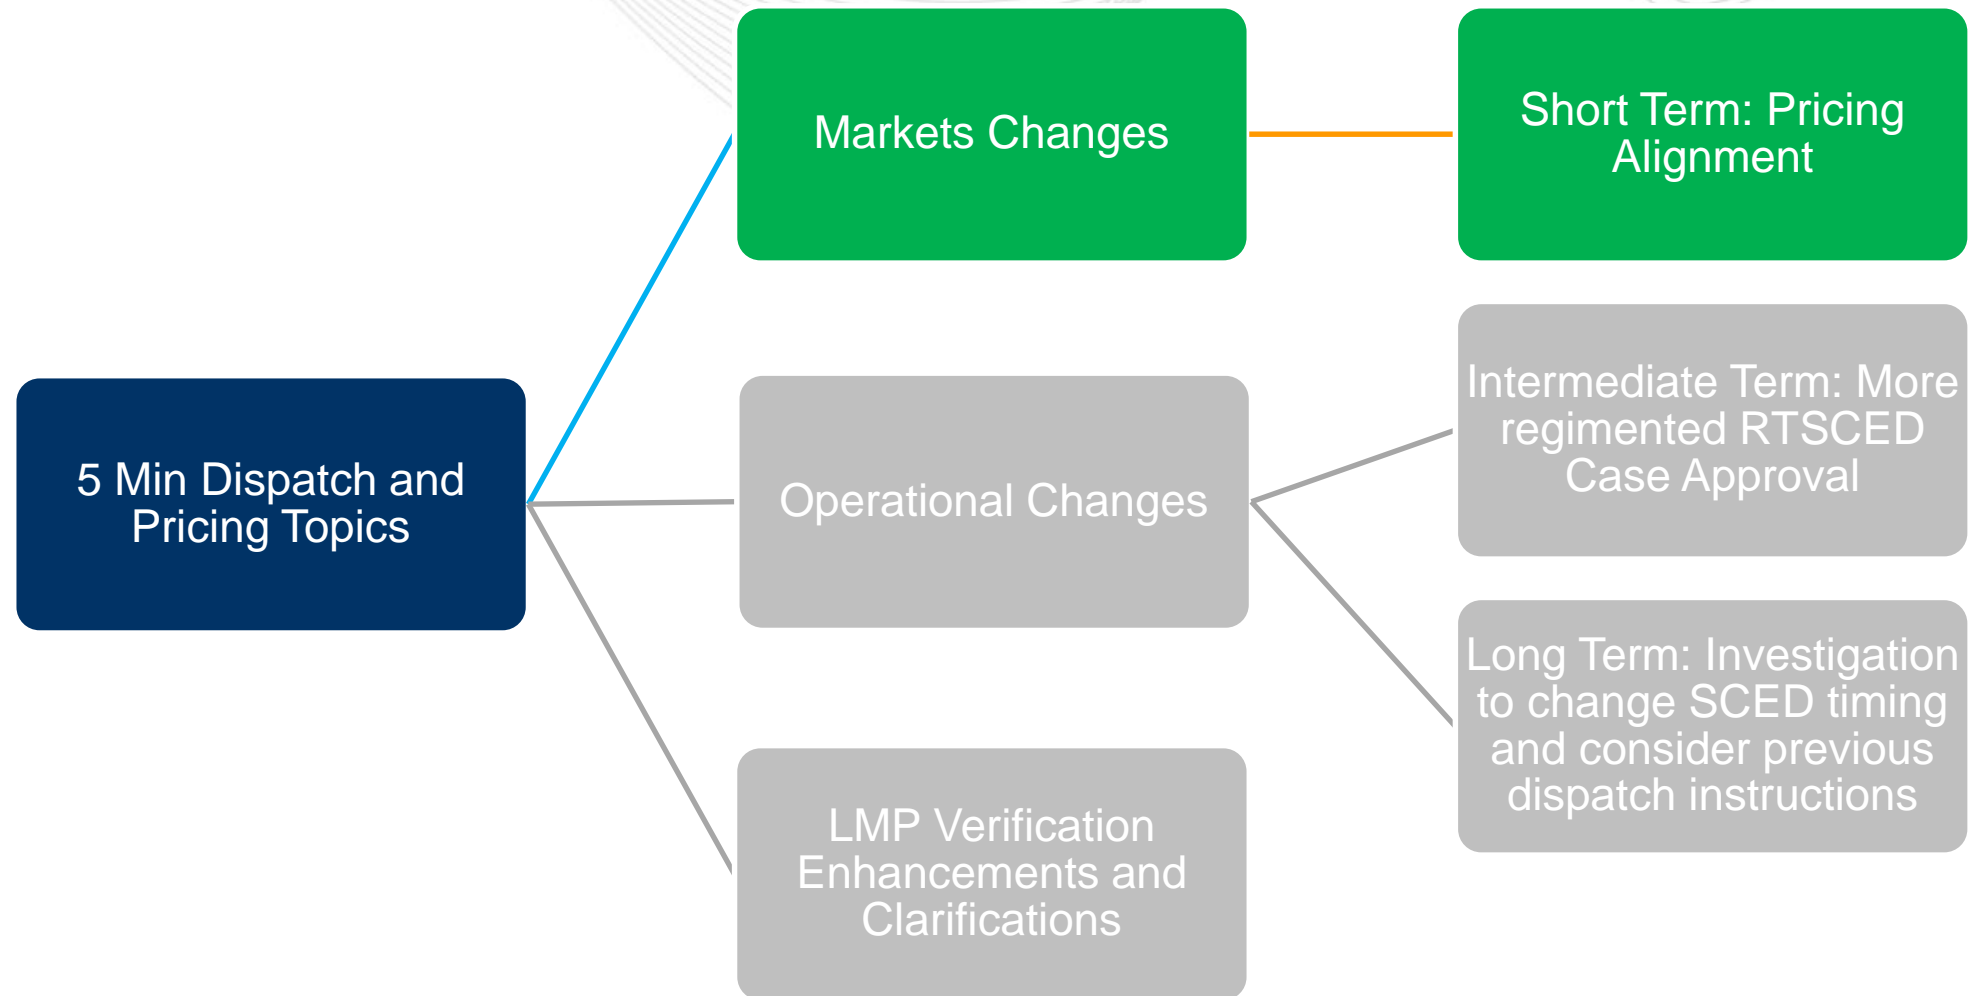 Markets Changes
Short Term: Pricing
Alignment
5 Min Dispatch and
Pricing Topics
Operational Changes
Intermediate Term: More
regimented RTSCED
Case Approval
Long Term: Investigation
to change SCED timing
and consider previous
dispatch instructions
LMP Verification
Enhancements and
Clarifications